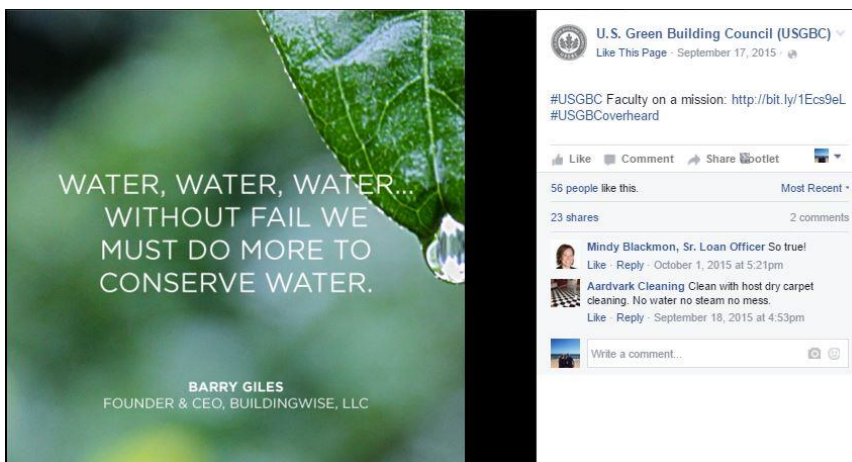 WATER, WATER, WATER...
WITHOUT FAIL WE
MUST DO MORE TO
CONSERVE WATER.
BARRY GILES
FOUNDER & CEO, BUILDINGWISE, LLC
U.S. Green Building Council (USGBC)
Like This Page · September 17, 2015 ·
#USGBC Faculty on a mission: http://bit.ly/1Ecs9eL
#USGBCoverheard
Like Comment Share
56 people like this. Most Recent
23 shares 2 comments
Mindy Blackmon, Sr. Loan Officer So true!
Like · Reply · October 1, 2015 at 5:21pm
Aardvark Cleaning Clean with host dry carpet
cleaning. No water no steam no mess.
Like · Reply · September 18, 2015 at 4:53pm
Write a comment...